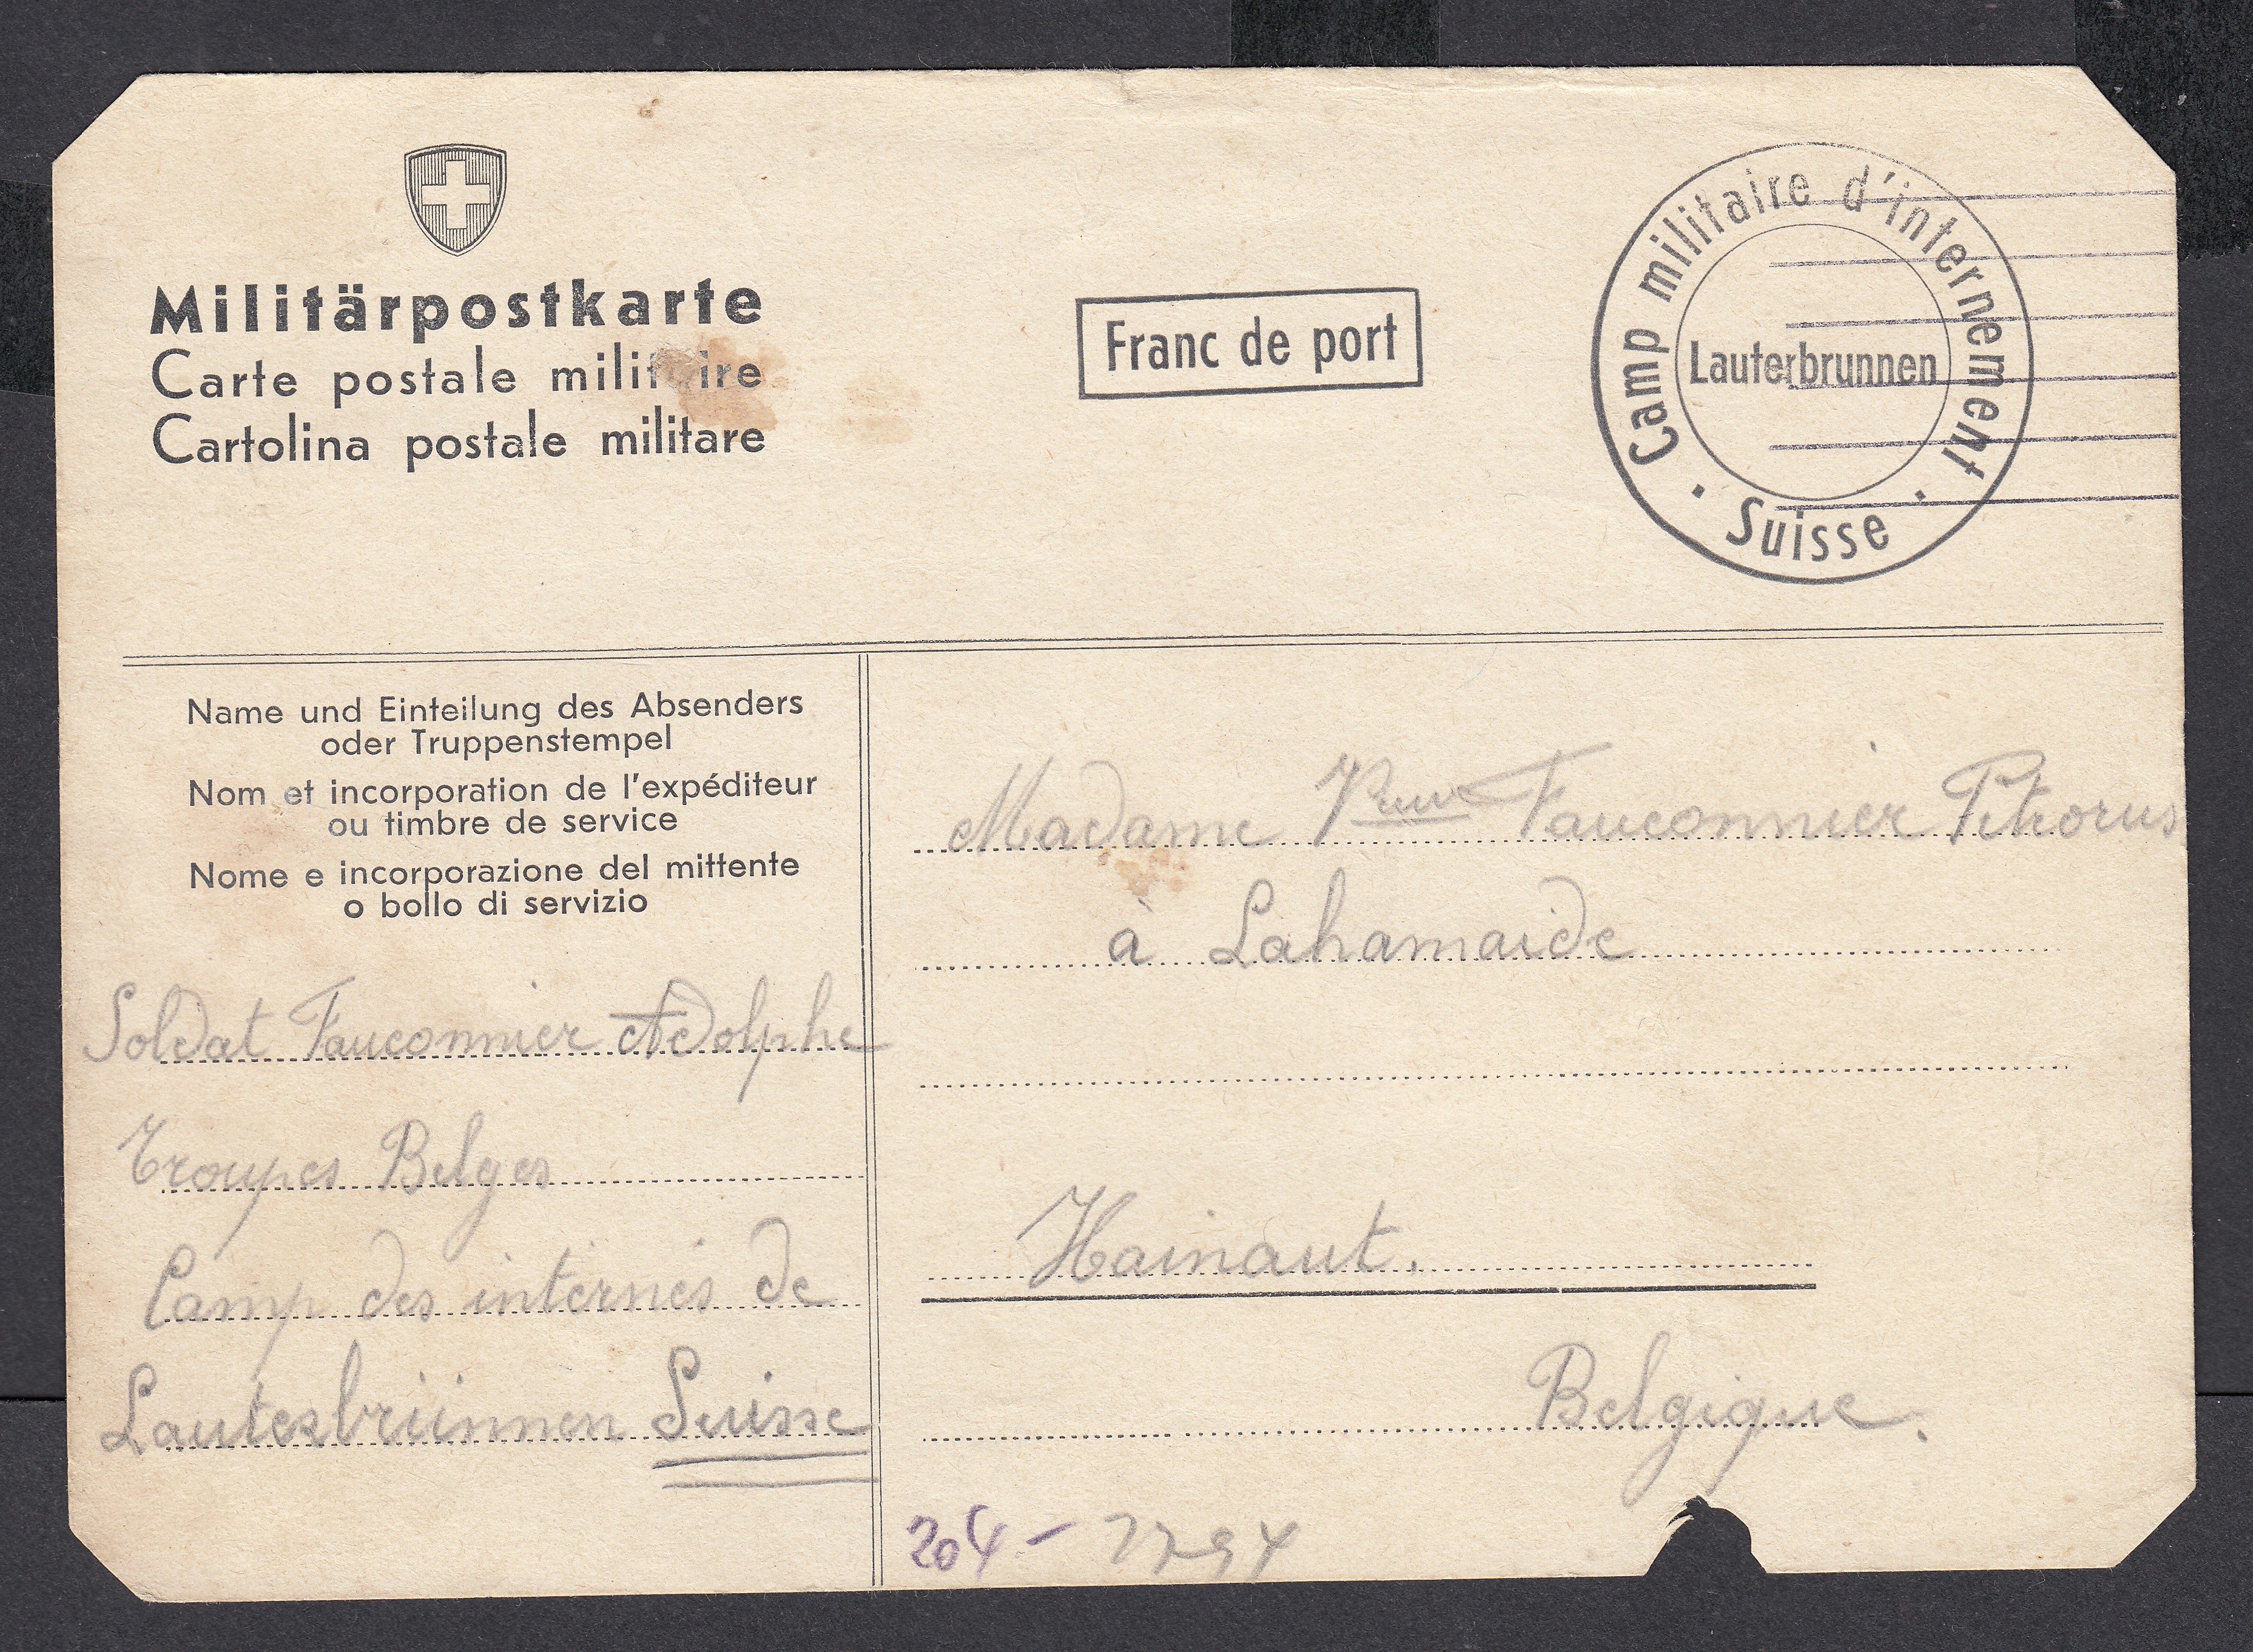 Militärpostkarte
Carte postale milit ire
Cartolina postale militare
Franc de port
Camp militaire d'internement
Lauterbrunnen
· Suisse ·
Name und Einteilung des Absenders
oder Truppenstempel
Nom et incorporation de l'expéditeur
ou timbre de service
Nome e incorporazione del mittente
o bollo di servizio
Soldat Fauconnier Adolphe
Troupes Belges
Camp des internés de
Lauterbrünnen Suisse
Madame Fauconnier
à Lahamaide
Hainaut.
Belgique.
204 -